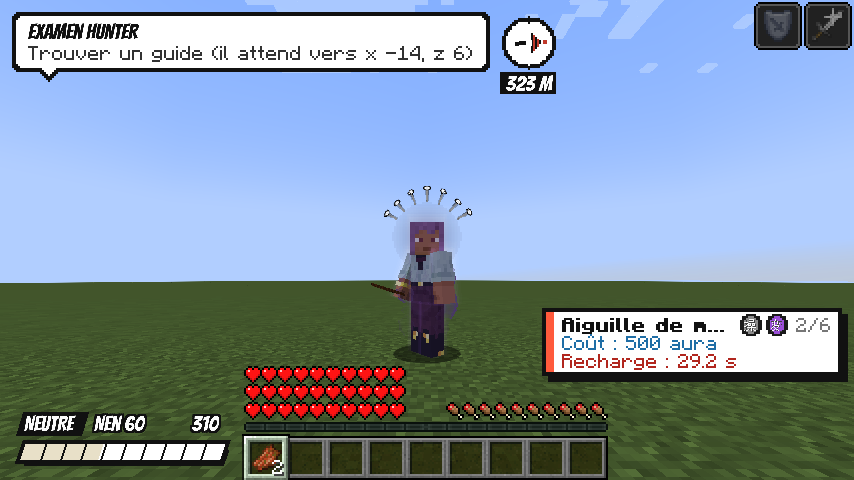 EXAMEN HUNTER
Trouver un guide (il attend vers x -14, z 6)
323 M
Aiguille de m... 2/6
Coût : 500 aura
Recharge : 29.2 s
NEUTRE NEN 60 310
2